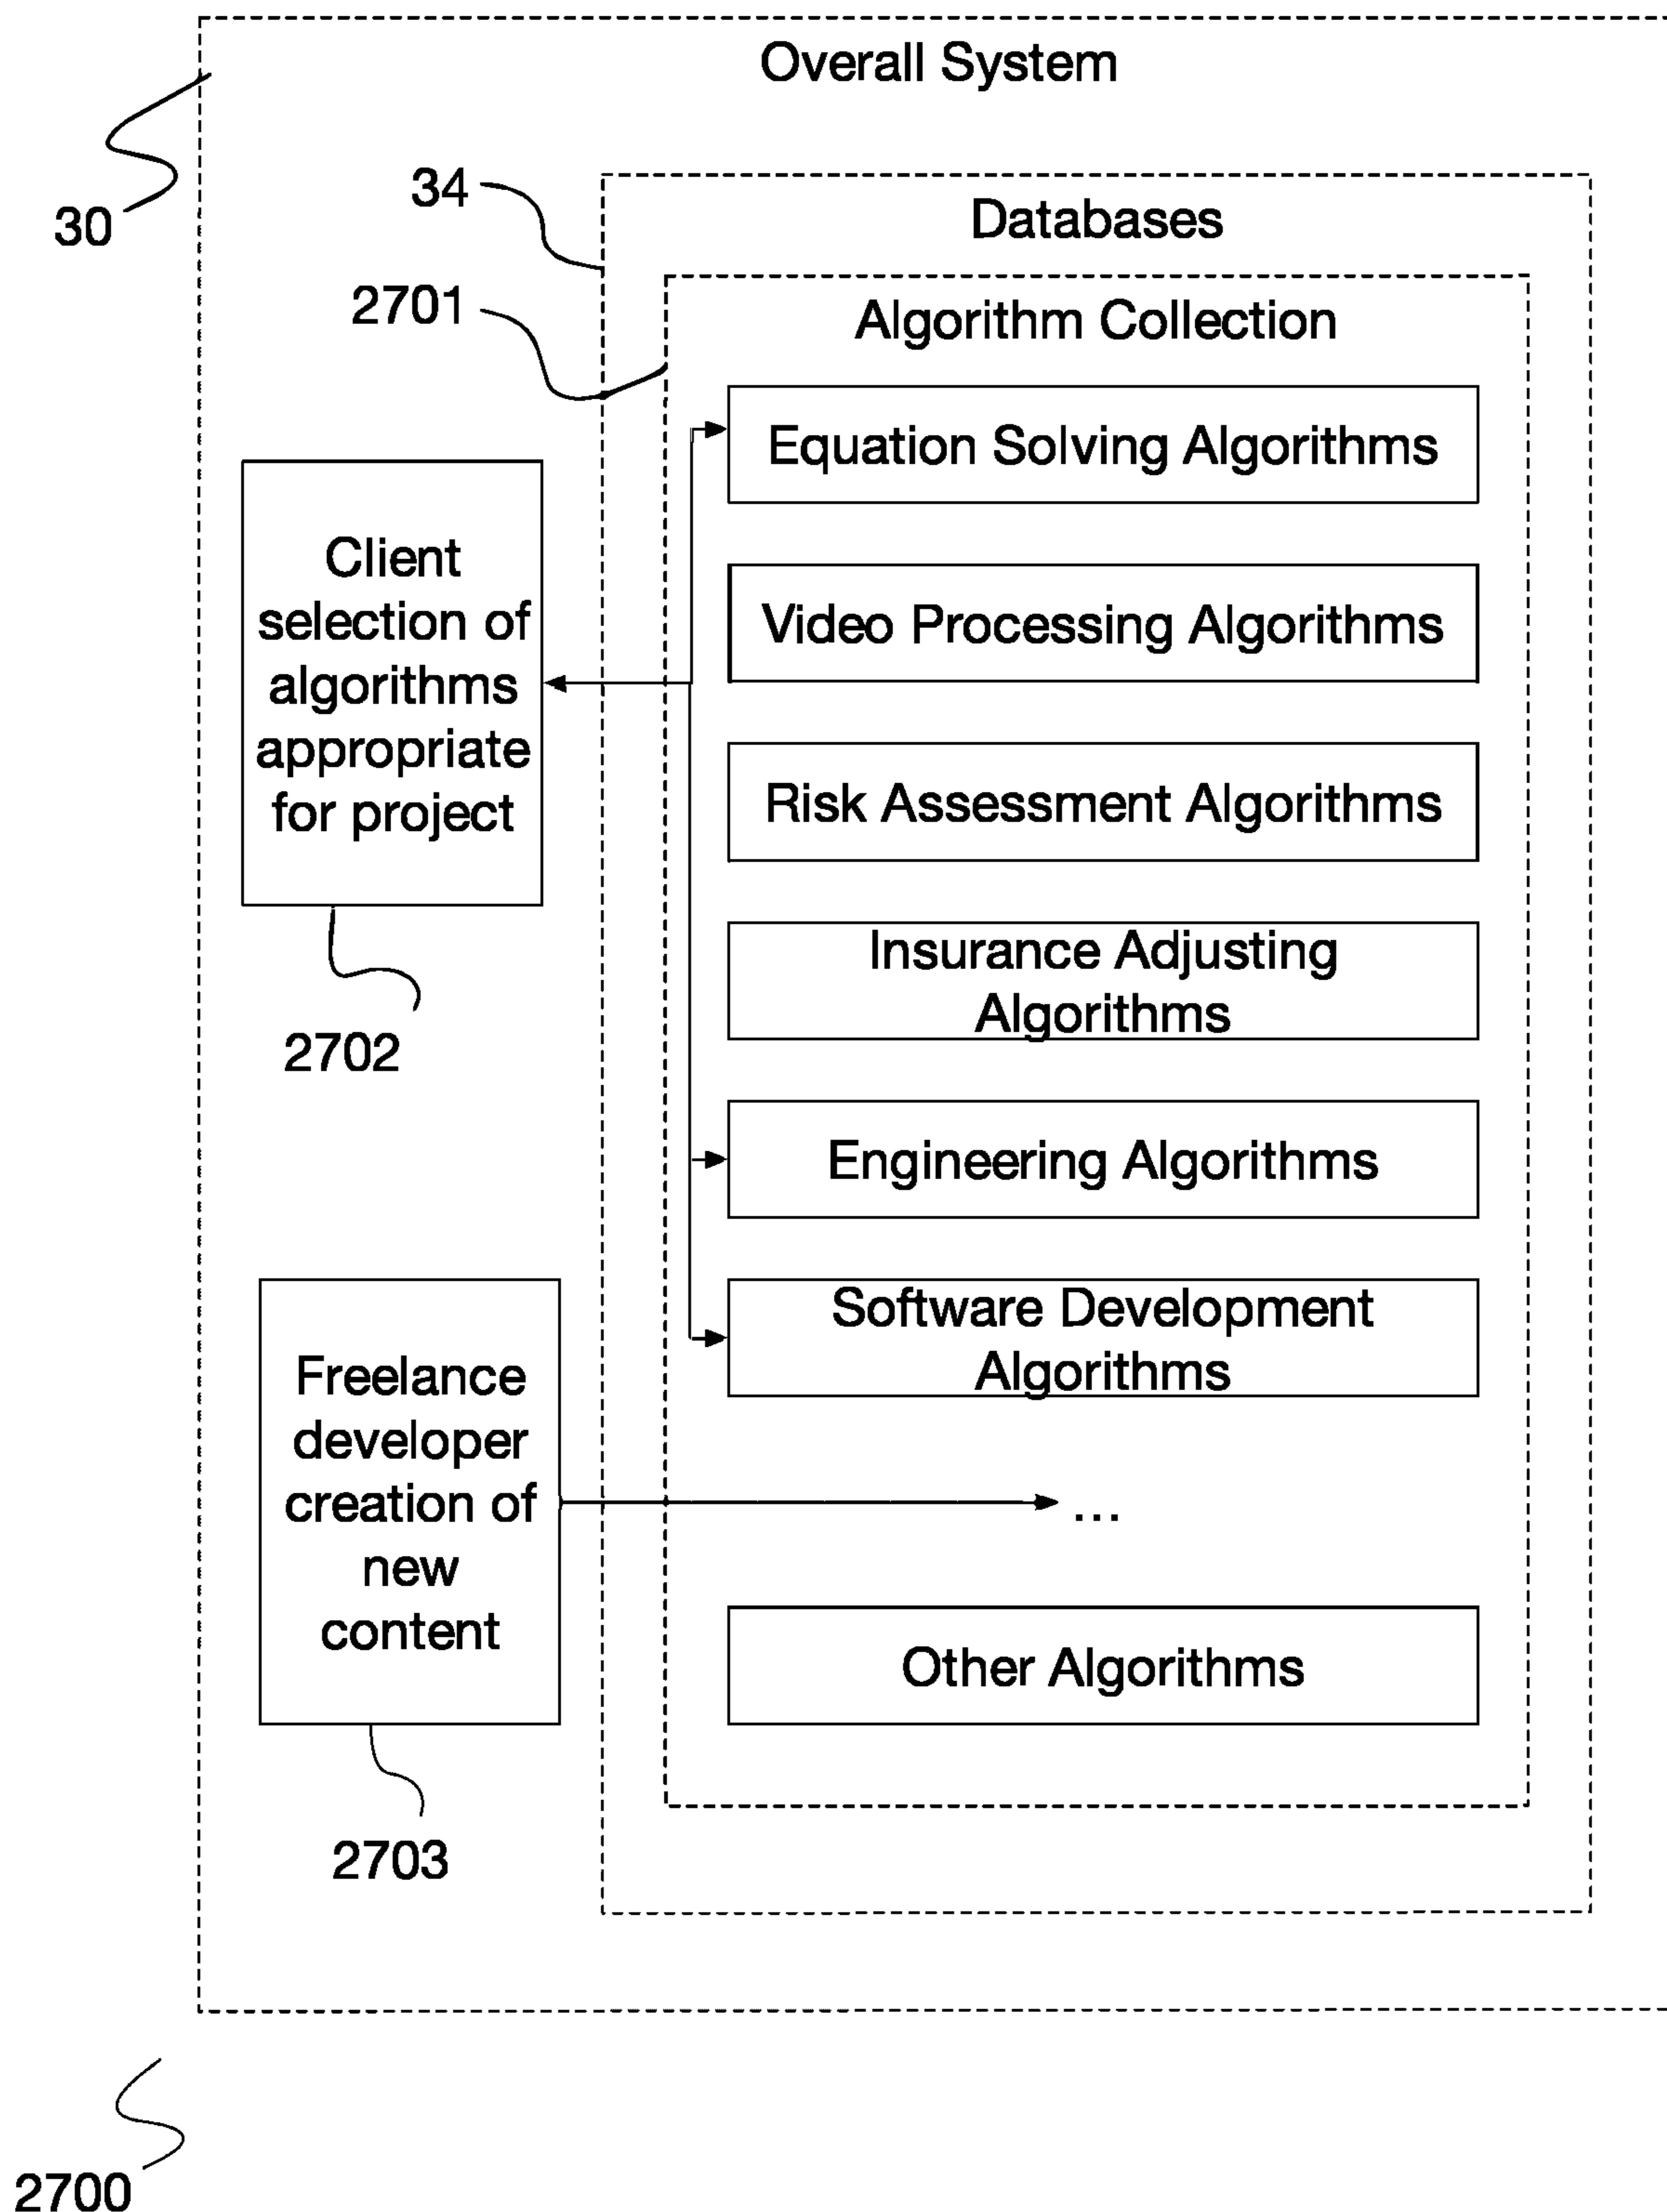 Overall System
30
34
Databases
2701
Algorithm Collection
Equation Solving Algorithms
Client
selection of
algorithms
appropriate
for project
Video Processing Algorithms
Risk Assessment Algorithms
Insurance Adjusting
Algorithms
2702
Engineering Algorithms
Software Development
Algorithms
Freelance
developer
creation of
new
content
...
Other Algorithms
2703
2700